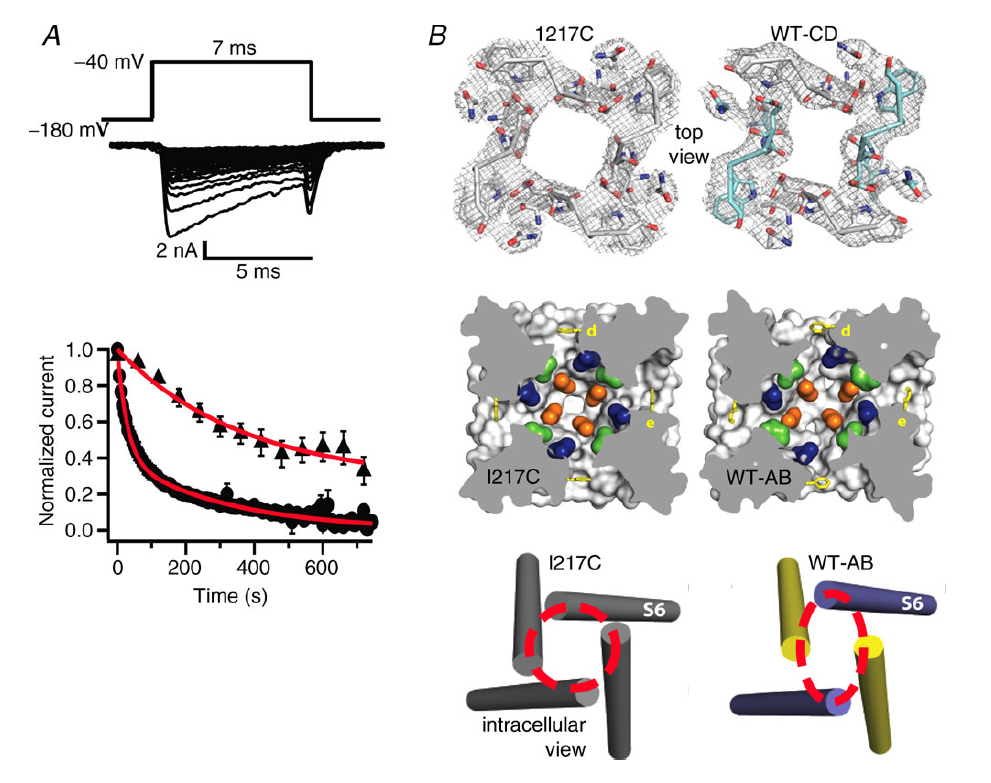 A
7 ms
−40 mV
−180 mV
2 nA
5 ms
Normalized current
1.0
0.8
0.6
0.4
0.2
0.0
0
200
400
600
Time (s)
B
1217C
WT-CD
top
view
d
e
I217C
d
e
WT-AB
I217C
S6
intracellular
view
WT-AB
S6